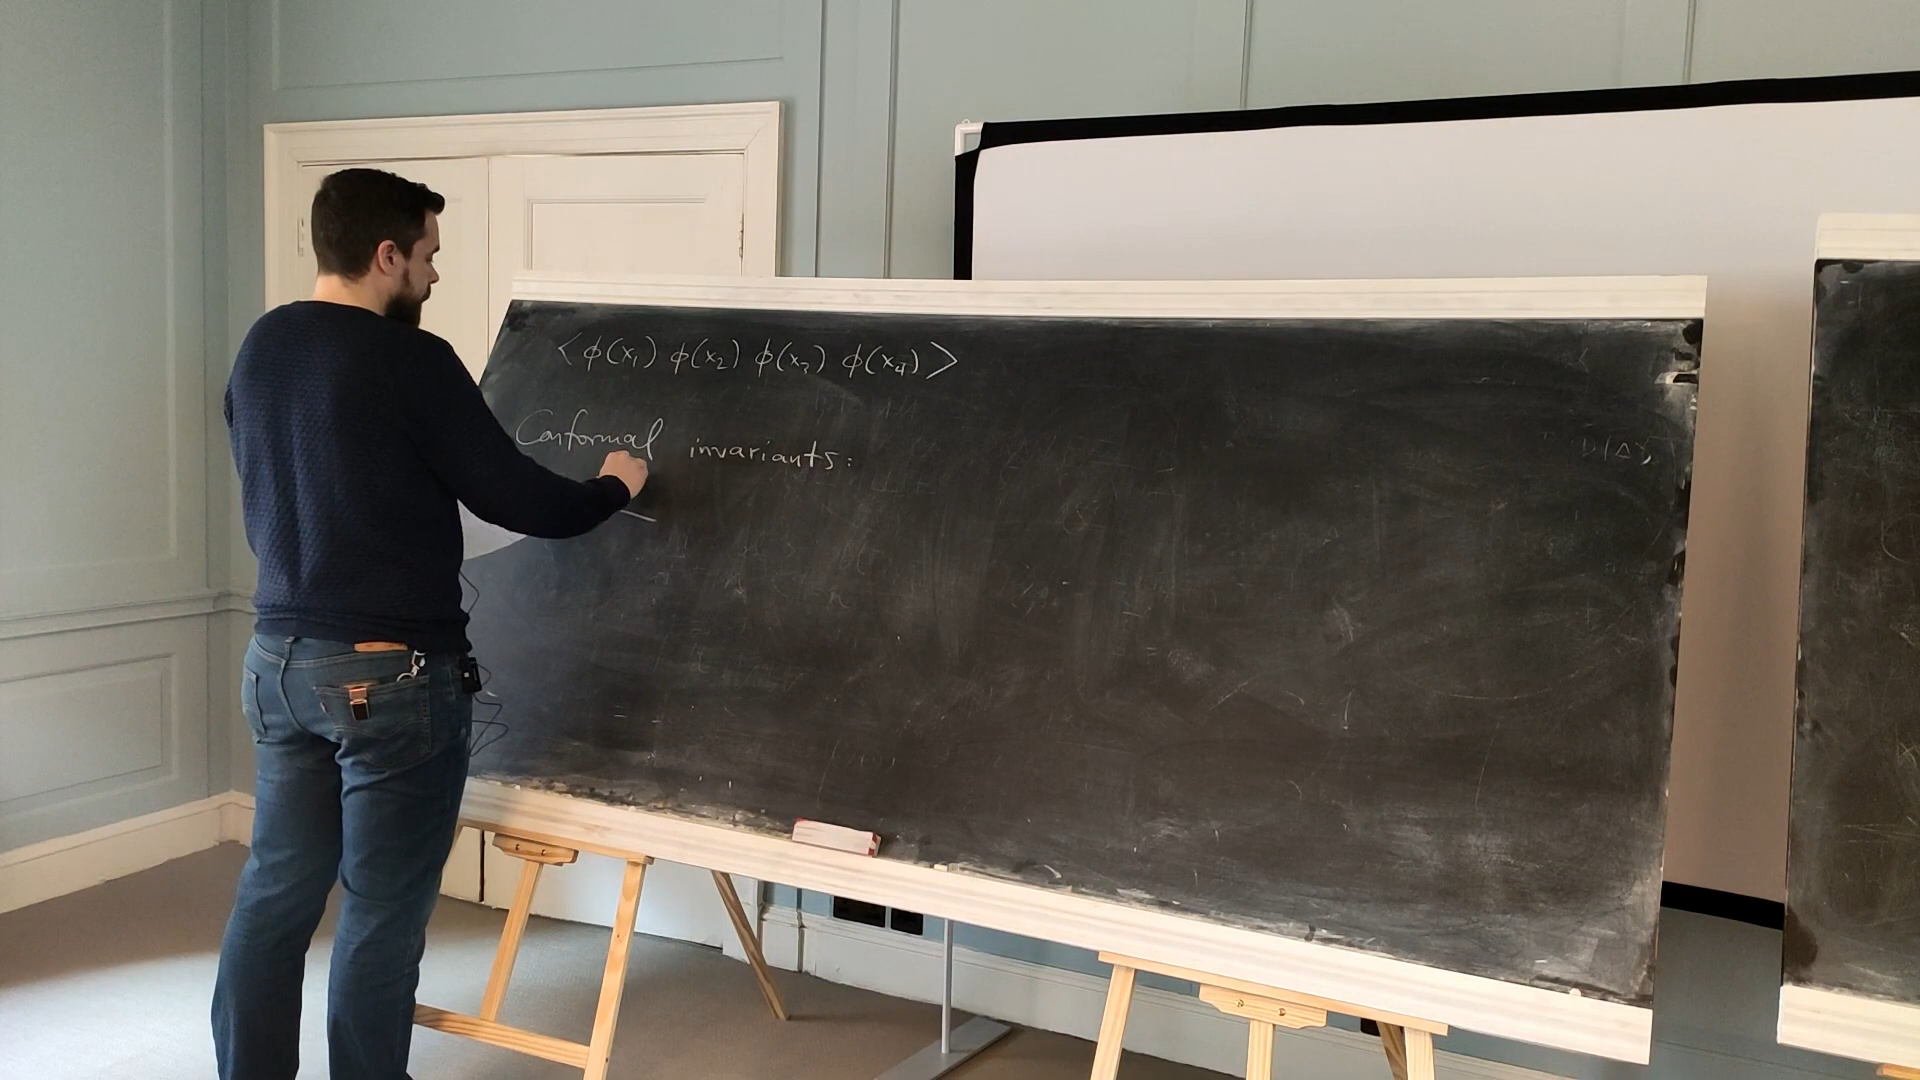 < ϕ(x₁) ϕ(x₂) ϕ(x₃) ϕ(x₄) >
Conformal invariants: